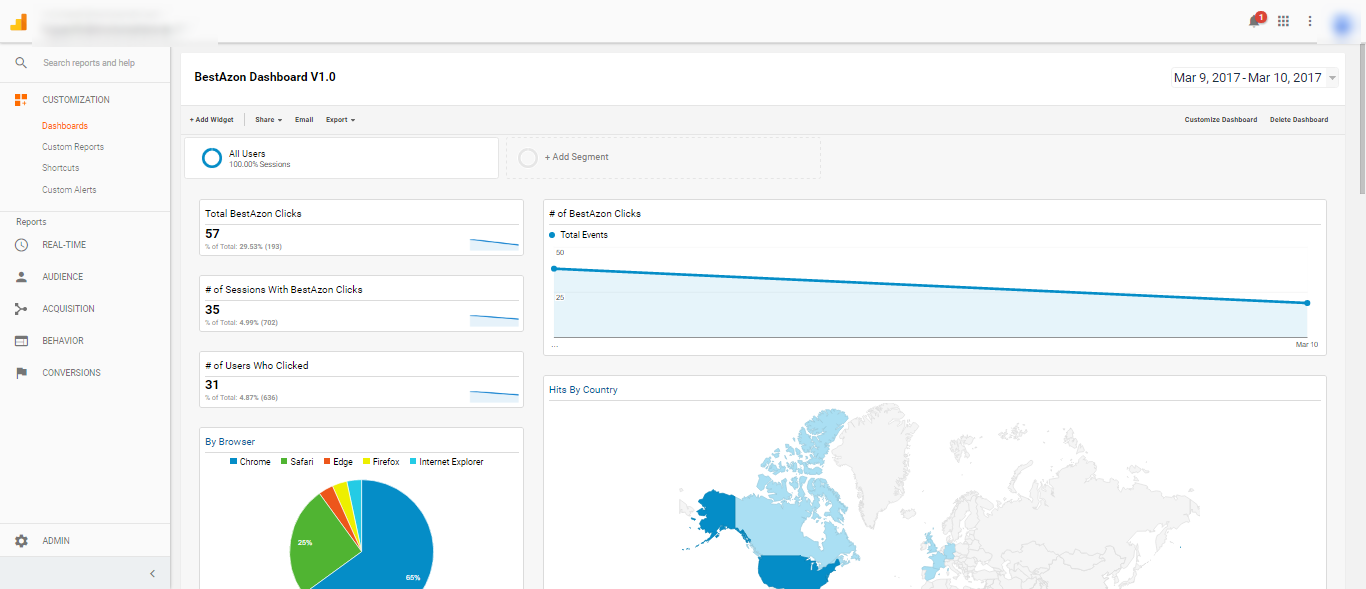 1
Search reports and help
CUSTOMIZATION
Dashboards
Custom Reports
Shortcuts
Custom Alerts
Reports
REAL-TIME
AUDIENCE
ACQUISITION
BEHAVIOR
CONVERSIONS
ADMIN
BestAzon Dashboard V1.0
Mar 9, 2017 - Mar 10, 2017
+ Add Widget Share Email Export Customize Dashboard Delete Dashboard
All Users
100.00% Sessions
+ Add Segment
Total BestAzon Clicks
57
% of Total: 29.53% (193)
# of Sessions With BestAzon Clicks
35
% of Total: 4.99% (702)
# of Users Who Clicked
31
% of Total: 4.87% (636)
By Browser
Chrome Safari Edge Firefox Internet Explorer
25%
65%
# of BestAzon Clicks
Total Events
50
25
... Mar 10
Hits By Country